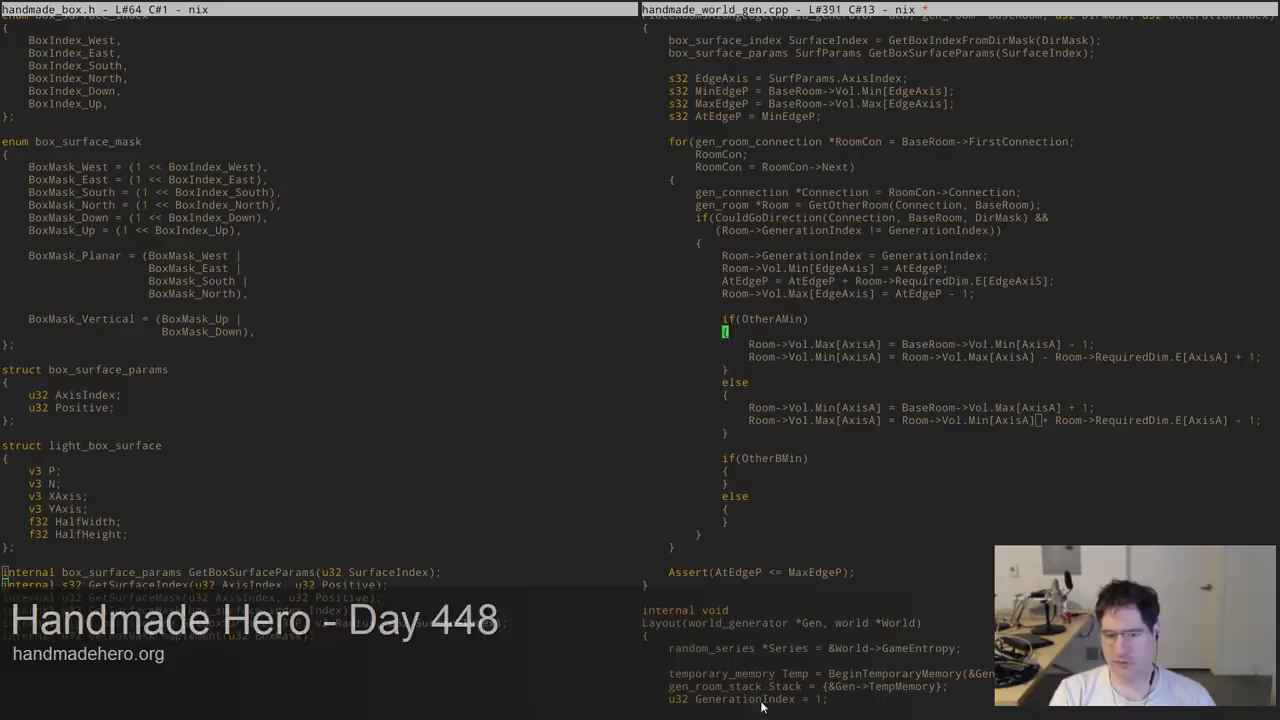 handmade_box.h - L#64 C#1 - nix
{
BoxIndex_West,
BoxIndex_East,
BoxIndex_South,
BoxIndex_North,
BoxIndex_Down,
BoxIndex_Up,
};
enum box_surface_mask
{
BoxMask_West = (1 << BoxIndex_West),
BoxMask_East = (1 << BoxIndex_East),
BoxMask_South = (1 << BoxIndex_South),
BoxMask_North = (1 << BoxIndex_North),
BoxMask_Down = (1 << BoxIndex_Down),
BoxMask_Up = (1 << BoxIndex_Up),
BoxMask_Planar = (BoxMask_West |
BoxMask_East |
BoxMask_South |
BoxMask_North),
BoxMask_Vertical = (BoxMask_Up |
BoxMask_Down),
};
struct box_surface_params
{
u32 AxisIndex;
u32 Positive;
};
struct light_box_surface
{
v3 P;
v3 N;
v3 XAxis;
v3 YAxis;
f32 HalfWidth;
f32 HalfHeight;
};
internal box_surface_params GetBoxSurfaceParams(u32 SurfaceIndex);
internal s32 GetSurfaceIndex(u32 AxisIndex, u32 Positive);
Handmade Hero - Day 448
handmadehero.org
handmade_world_gen.cpp - L#391 C#13 - nix *
{
box_surface_index SurfaceIndex = GetBoxIndexFromDirMask(DirMask);
box_surface_params SurfParams GetBoxSurfaceParams(SurfaceIndex);
s32 EdgeAxis = SurfParams.AxisIndex;
s32 MinEdgeP = BaseRoom->Vol.Min[EdgeAxis];
s32 MaxEdgeP = BaseRoom->Vol.Max[EdgeAxis];
s32 AtEdgeP = MinEdgeP;
for(gen_room_connection *RoomCon = BaseRoom->FirstConnection;
RoomCon;
RoomCon = RoomCon->Next)
{
gen_connection *Connection = RoomCon->Connection;
gen_room *Room = GetOtherRoom(Connection, BaseRoom);
if(CouldGoDirection(Connection, BaseRoom, DirMask) &&
(Room->GenerationIndex != GenerationIndex))
{
Room->GenerationIndex = GenerationIndex;
Room->Vol.Min[EdgeAxis] = AtEdgeP;
AtEdgeP = AtEdgeP + Room->RequiredDim.E[EdgeAxiS];
Room->Vol.Max[EdgeAxis] = AtEdgeP - 1;
if(OtherAMin)
{
Room->Vol.Max[AxisA] = BaseRoom->Vol.Min[AxisA] - 1;
Room->Vol.Min[AxisA] = Room->Vol.Max[AxisA] - Room->RequiredDim.E[AxisA] + 1;
}
else
{
Room->Vol.Min[AxisA] = BaseRoom->Vol.Max[AxisA] + 1;
Room->Vol.Max[AxisA] = Room->Vol.Min[AxisA] + Room->RequiredDim.E[AxisA] - 1;
}
if(OtherBMin)
{
}
else
{
}
}
}
Assert(AtEdgeP <= MaxEdgeP);
}
internal void
Layout(world_generator *Gen, world *World)
{
random_series *Series = &World->GameEntropy;
temporary_memory Temp = BeginTemporaryMemory(&Gen
gen_room_stack Stack = {&Gen->TempMemory};
u32 GenerationIndex = 1;